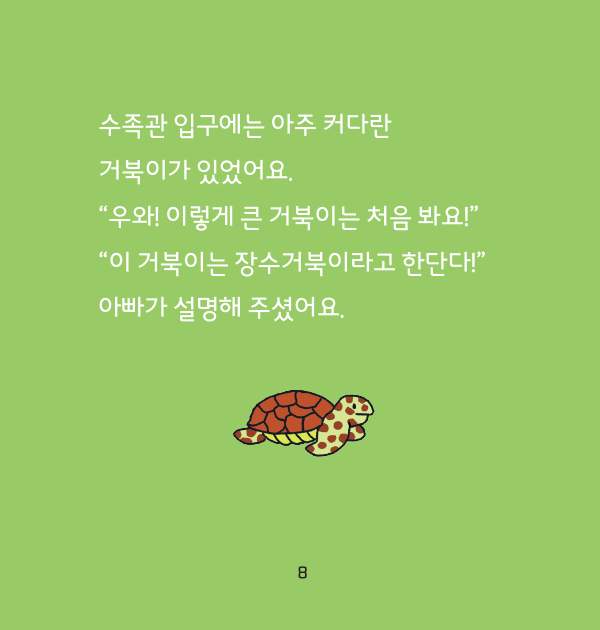 수족관 입구에는 아주 커다란
거북이가 있었어요.
“우와! 이렇게 큰 거북이는 처음 봐요!”
“이 거북이는 장수거북이라고 한단다!”
아빠가 설명해 주셨어요.
8